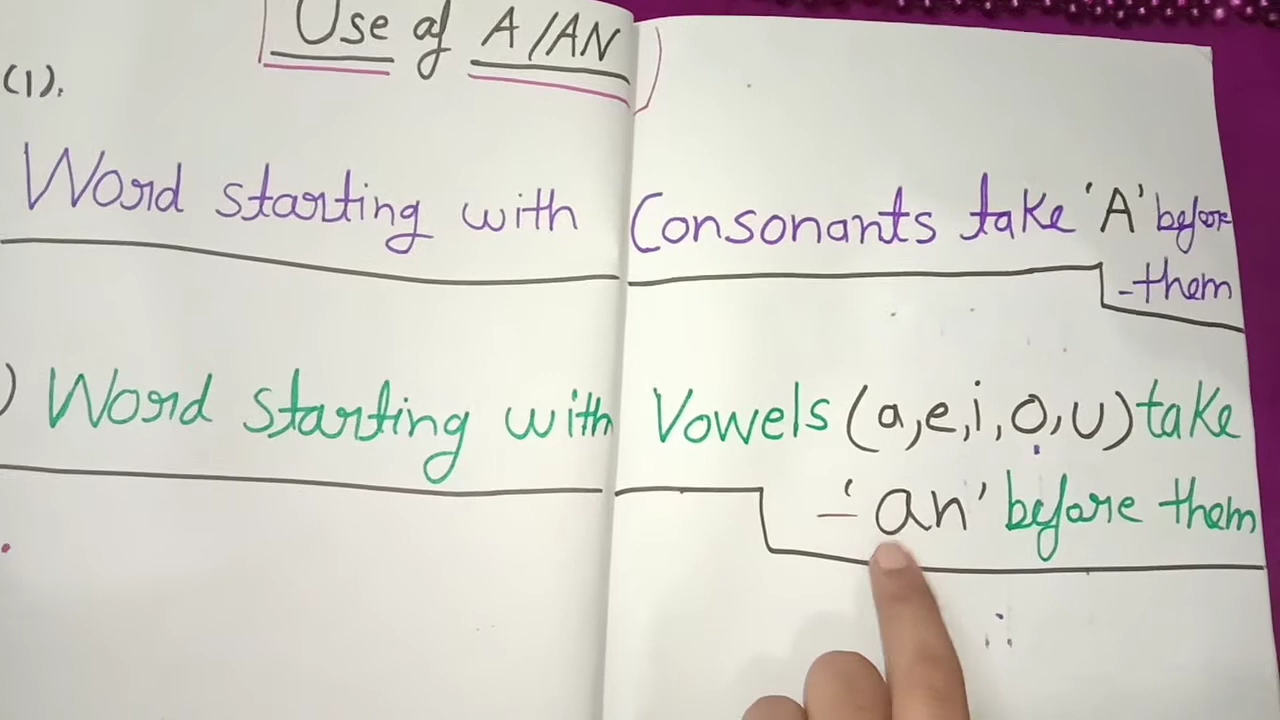 Use of A/AN
(1).
Word starting with Consonants take 'A' before
-them
) Word starting with Vowels (a,e,i,o,u) take
- 'an' before them